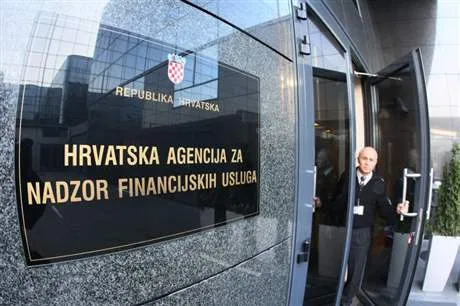 REPUBLIKA HRVATSKA
HRVATSKA AGENCIJA ZA
NADZOR FINANCIJSKIH USLUGA